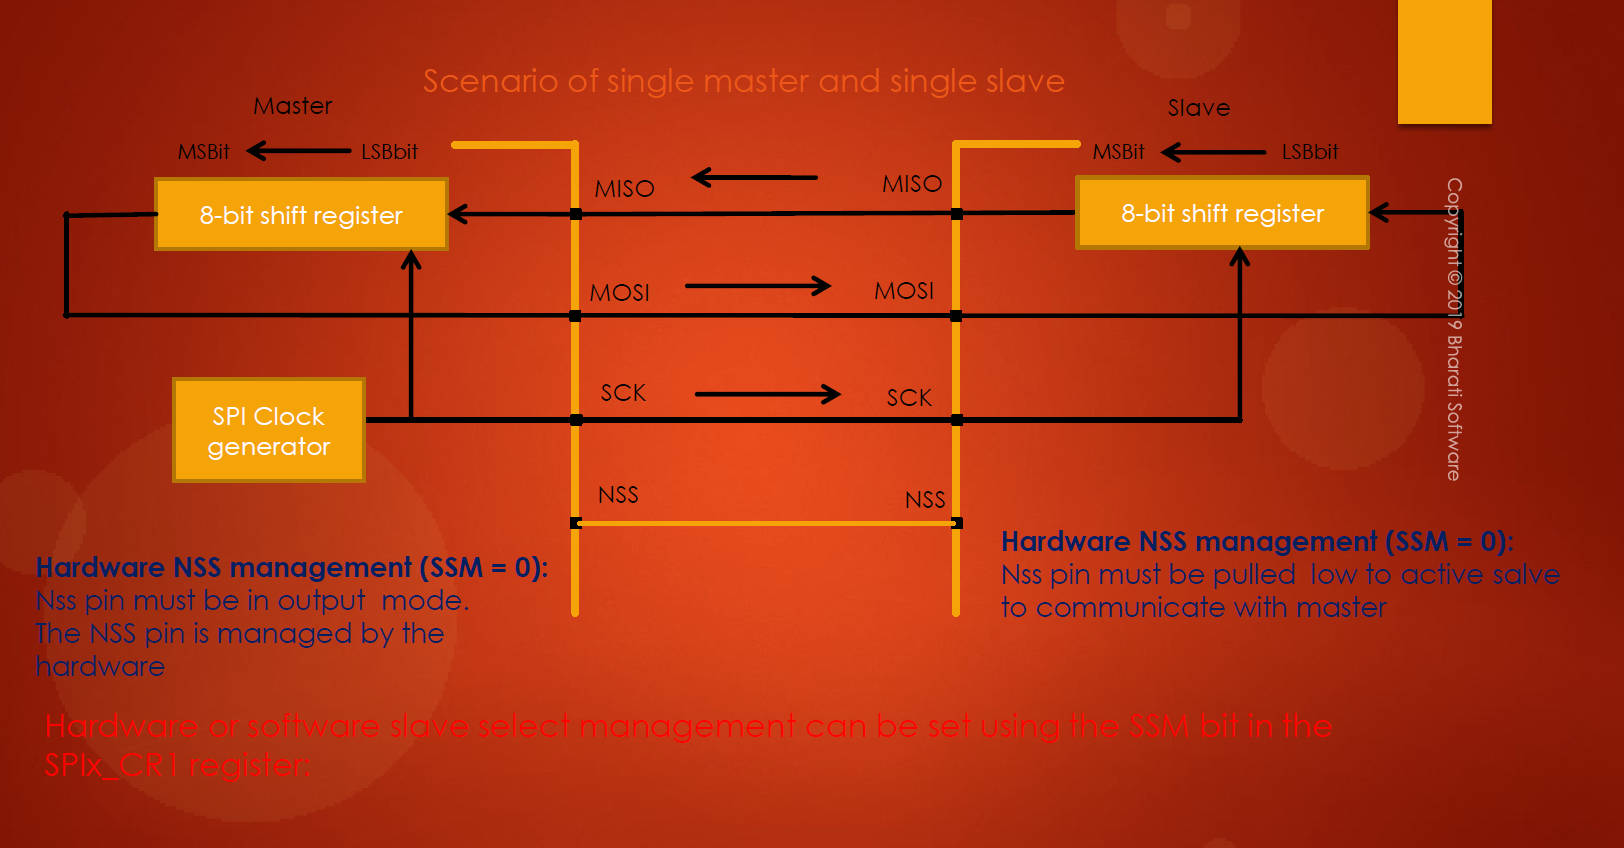 Scenario of single master and single slave
Master
Slave
MSBit
LSBbit
MSBit
LSBbit
8-bit shift register
MISO
MISO
8-bit shift register
MOSI
MOSI
SPI Clock
generator
SCK
SCK
NSS
NSS
Hardware NSS management (SSM = 0):
Nss pin must be in output mode.
The NSS pin is managed by the
hardware
Hardware NSS management (SSM = 0):
Nss pin must be pulled low to active salve
to communicate with master
Hardware or software slave select management can be set using the SSM bit in the
SPIx_CR1 register:
Copyright © 2019 Bharati Software